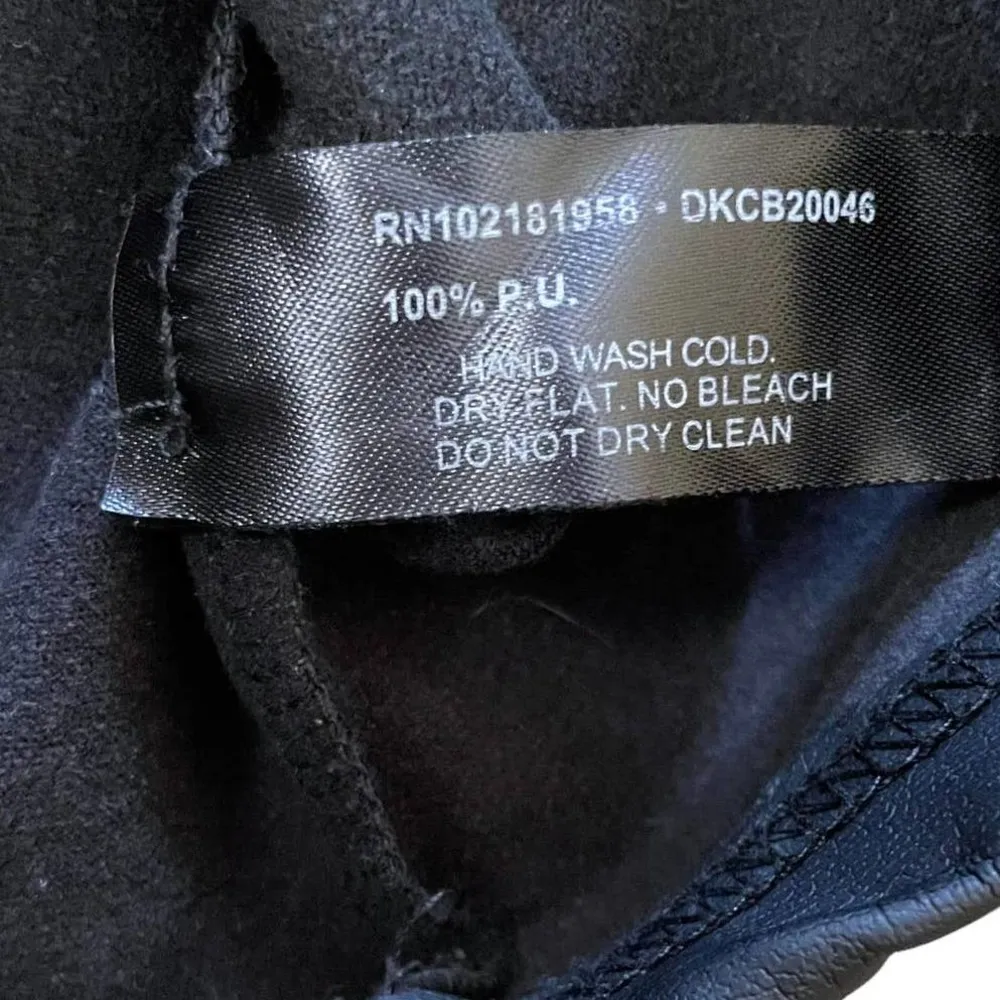 RN102181958 - DKCB20046
100% P.U.
HAND WASH COLD.
DRY FLAT. NO BLEACH
DO NOT DRY CLEAN